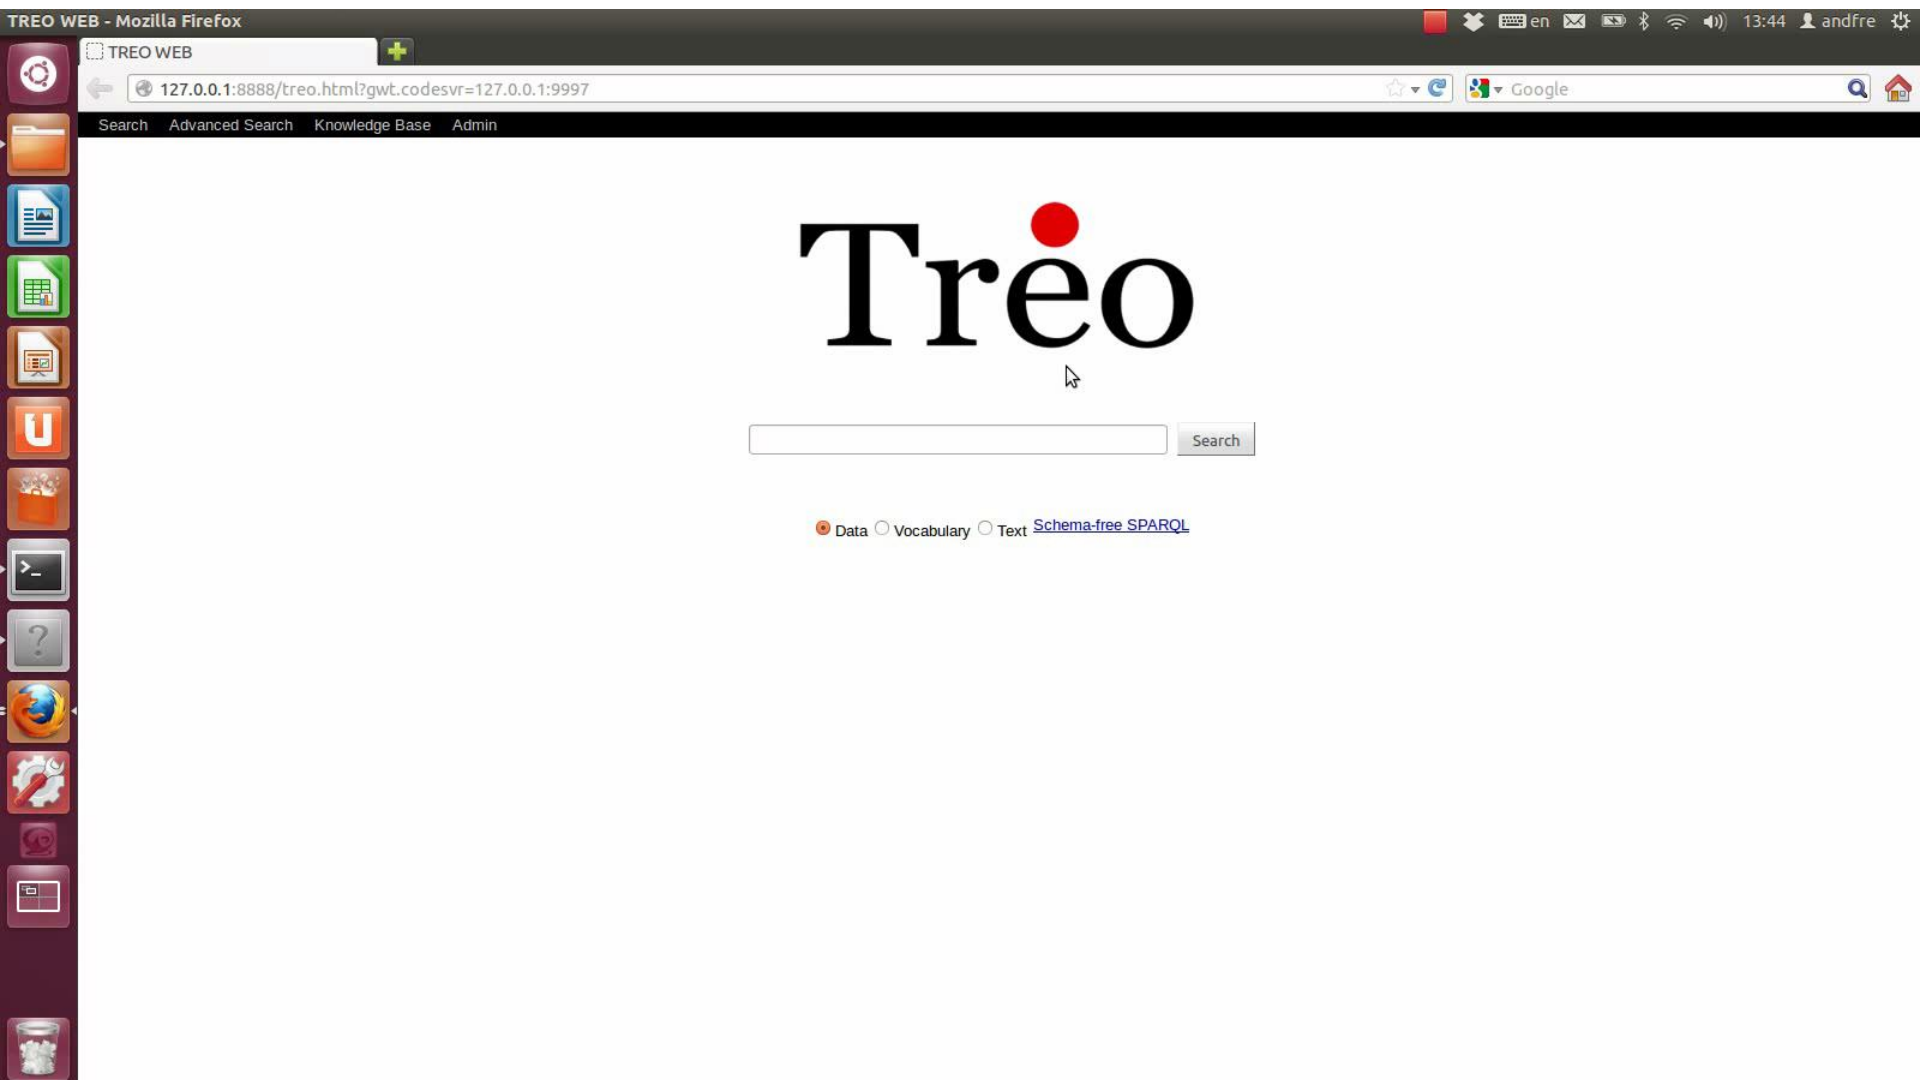 TREO WEB - Mozilla Firefox
en
13:44
andfre
TREO WEB
127.0.0.1:8888/treo.html?gwt.codesvr=127.0.0.1:9997
Google
Search Advanced Search Knowledge Base Admin
Treo
Search
Data Vocabulary Text Schema-free SPARQL